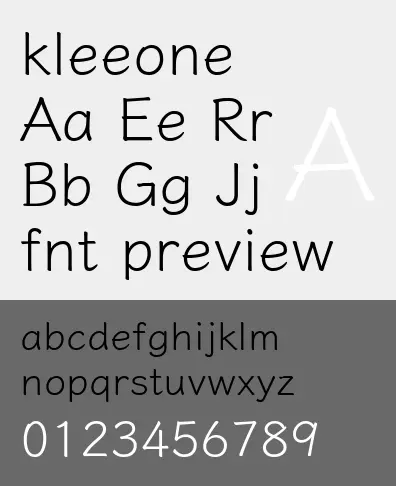 kleeone
Aa Ee Rr
Bb Gg Jj
A
fnt preview
abcdefghijklm
nopqrstuvwxyz
0123456789